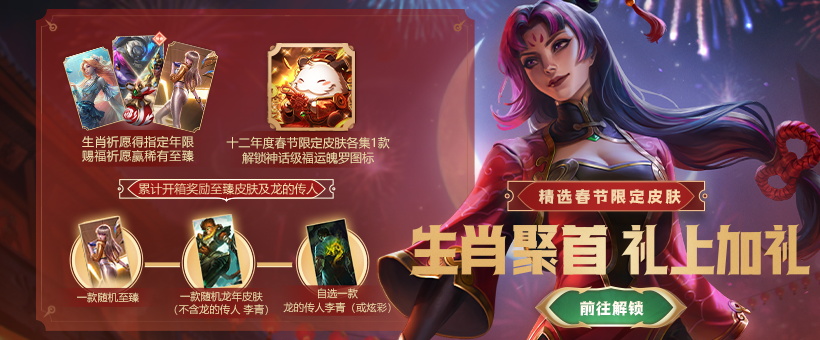 生肖祈愿得指定年限
赐福祈愿赢稀有至臻
十二年度春节限定皮肤各集1款
解锁神话级福运魄罗图标
累计开箱奖励至臻皮肤及龙的传人
一款随机至臻
一款随机龙年皮肤
(不含龙的传人 李青)
自选一款
龙的传人李青（或炫彩）
精选春节限定皮肤
生肖聚首 礼上加礼
前往解锁